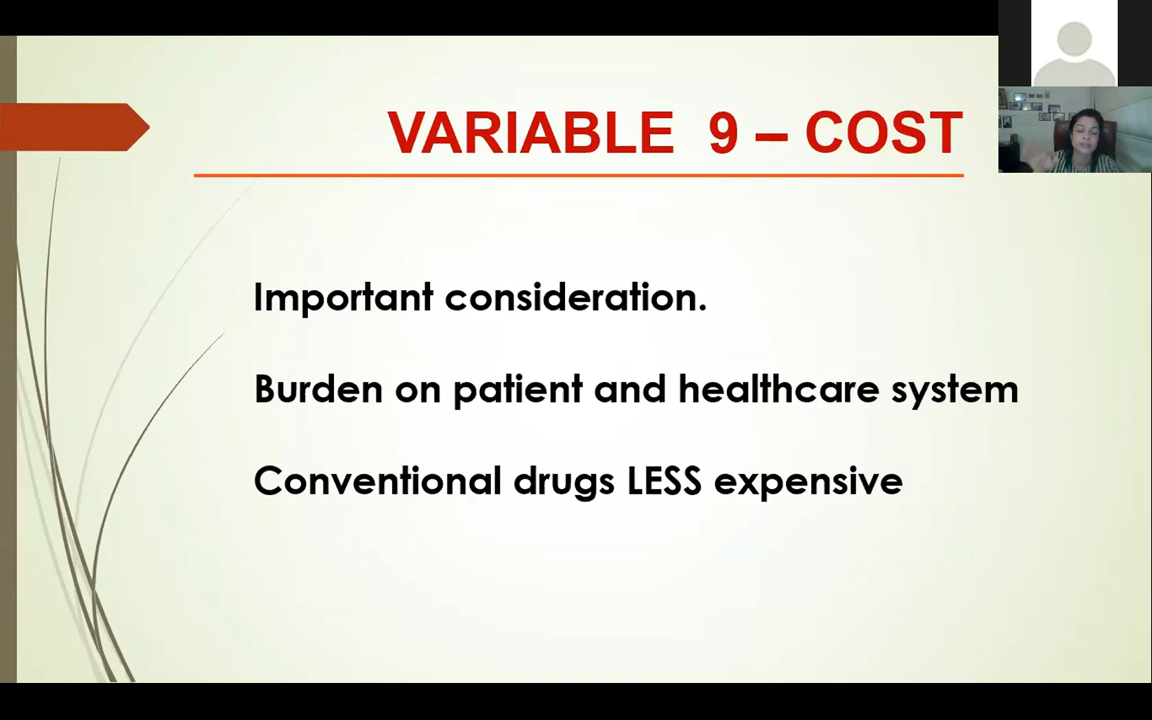 VARIABLE 9 – COST
Important consideration.
Burden on patient and healthcare system
Conventional drugs LESS expensive